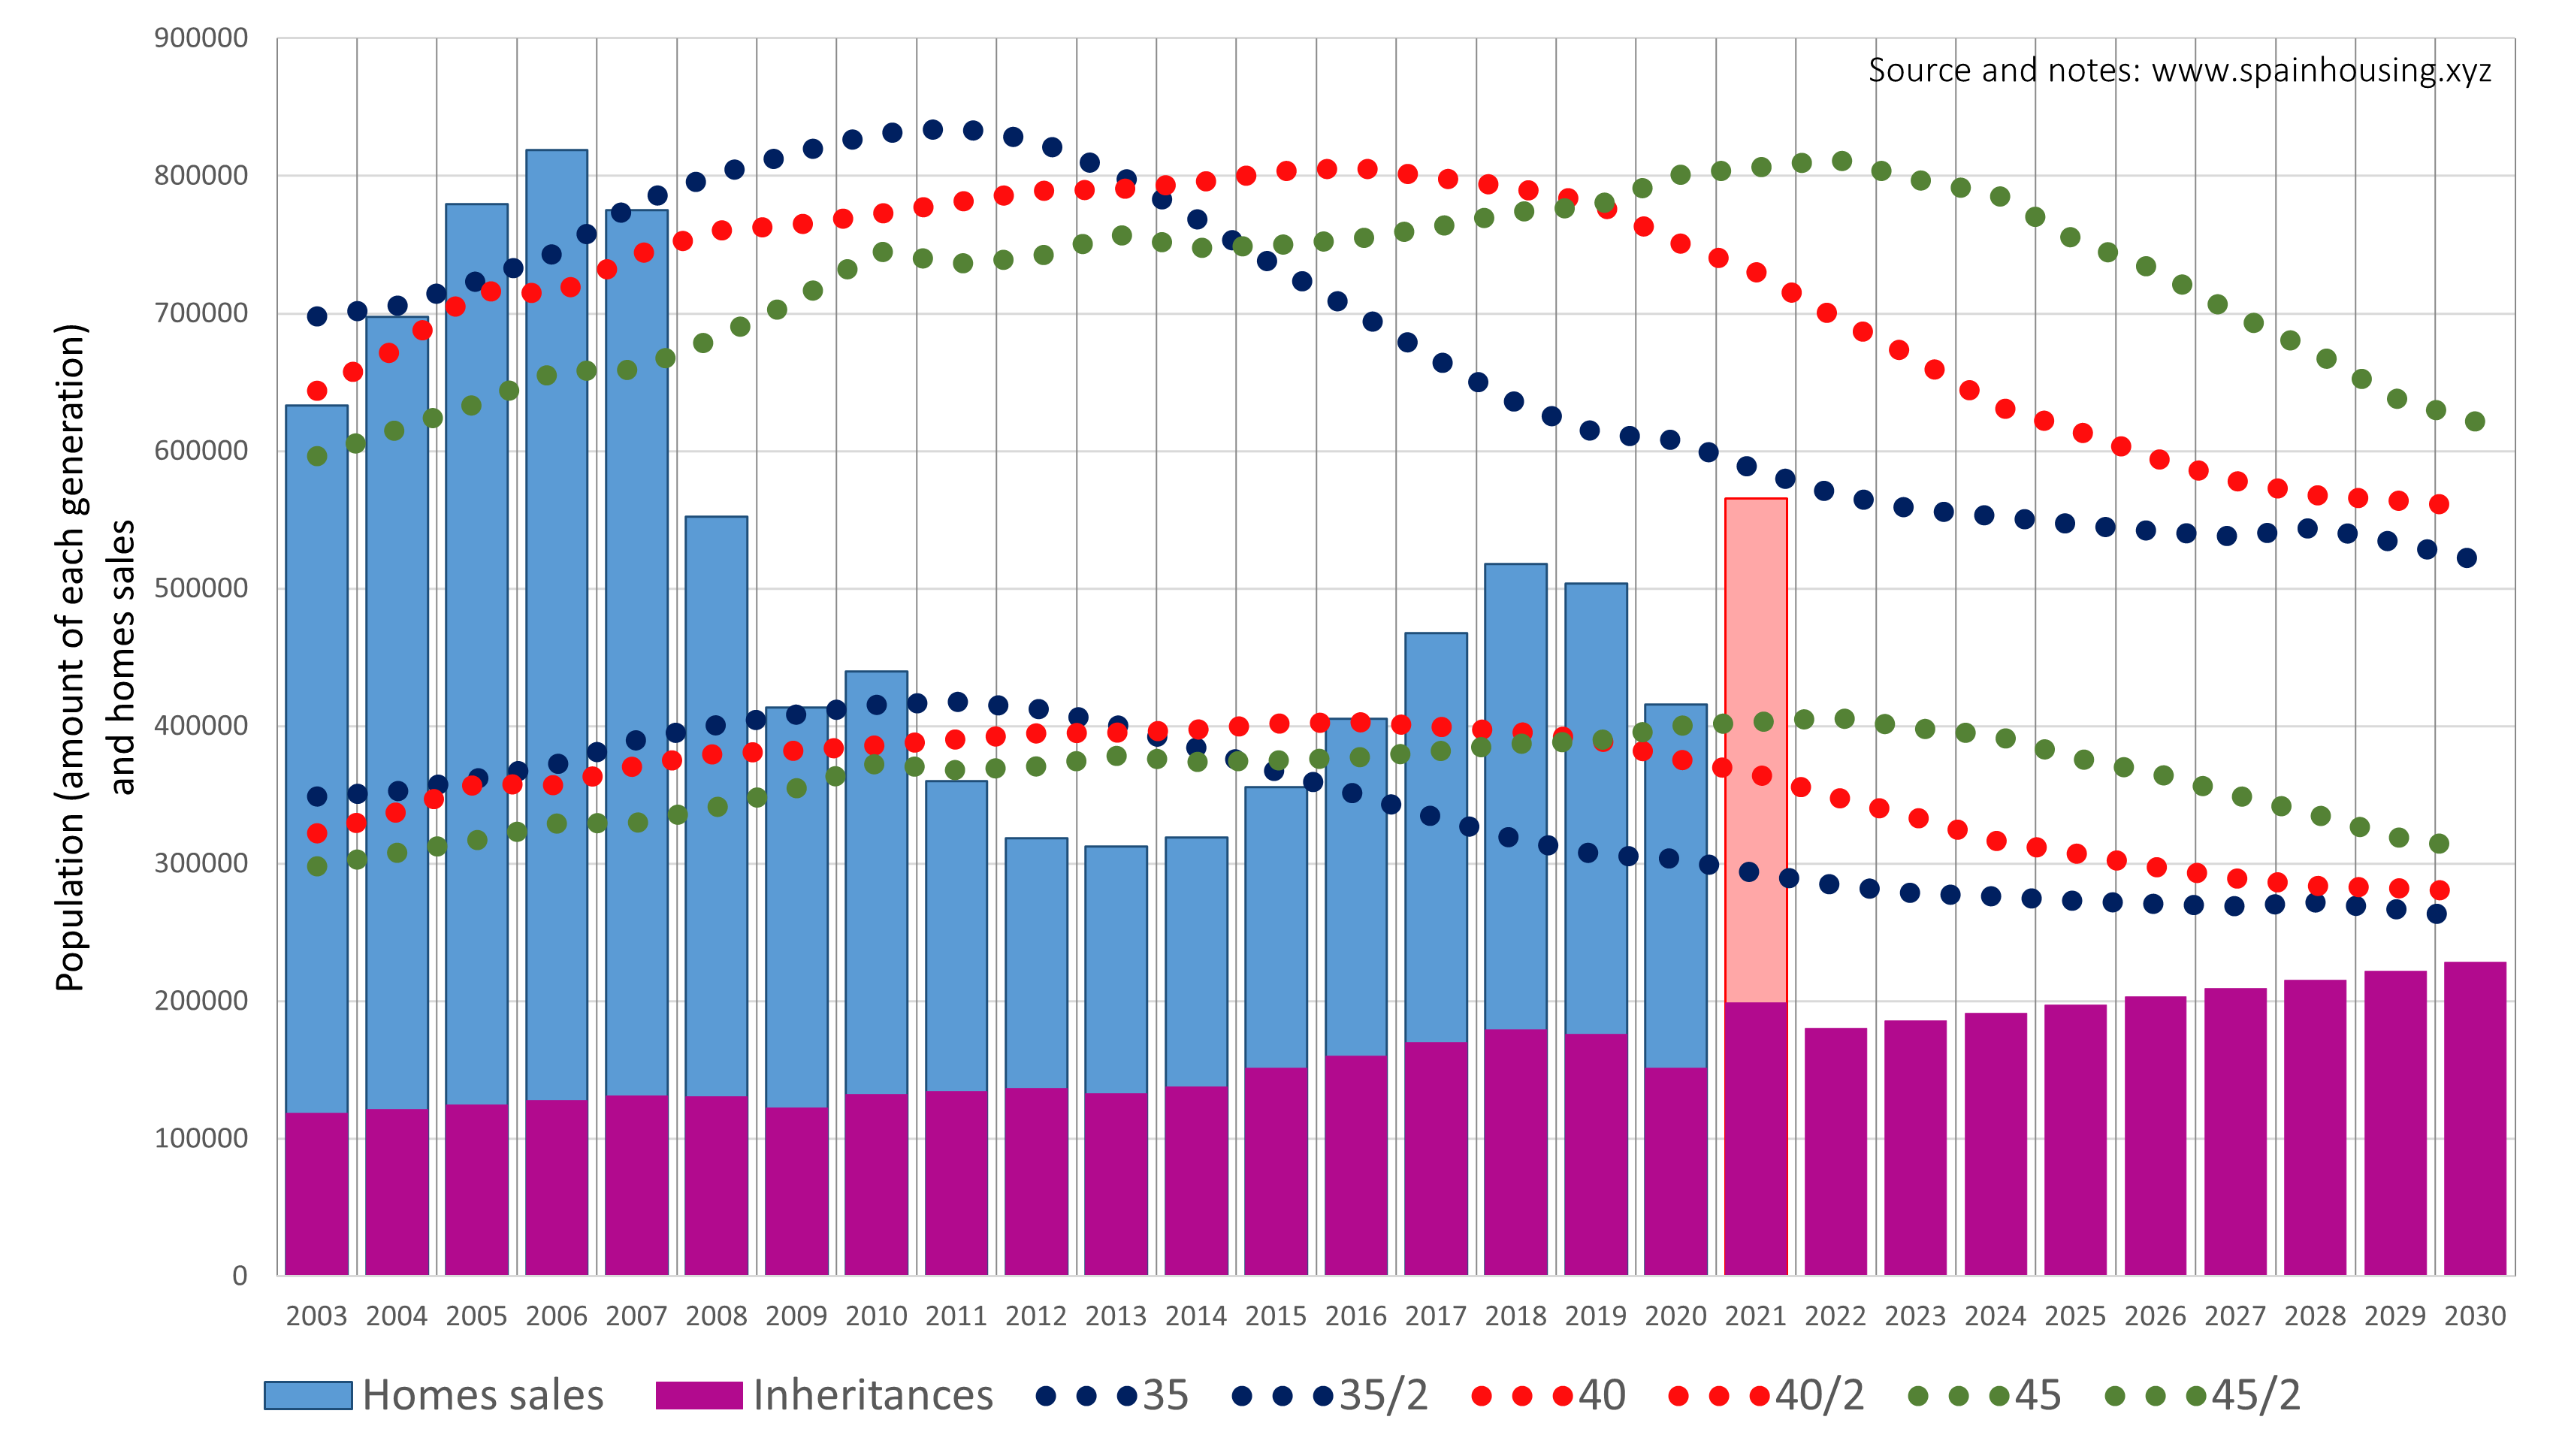 Source and notes: www.spainhousing.xyz
Population (amount of each generation)
and homes sales
900000
800000
700000
600000
500000
400000
300000
200000
100000
0
2003 2004 2005 2006 2007 2008 2009 2010 2011 2012 2013 2014 2015 2016 2017 2018 2019 2020 2021 2022 2023 2024 2025 2026 2027 2028 2029 2030
Homes sales Inheritances 35 35/2 40 40/2 45 45/2